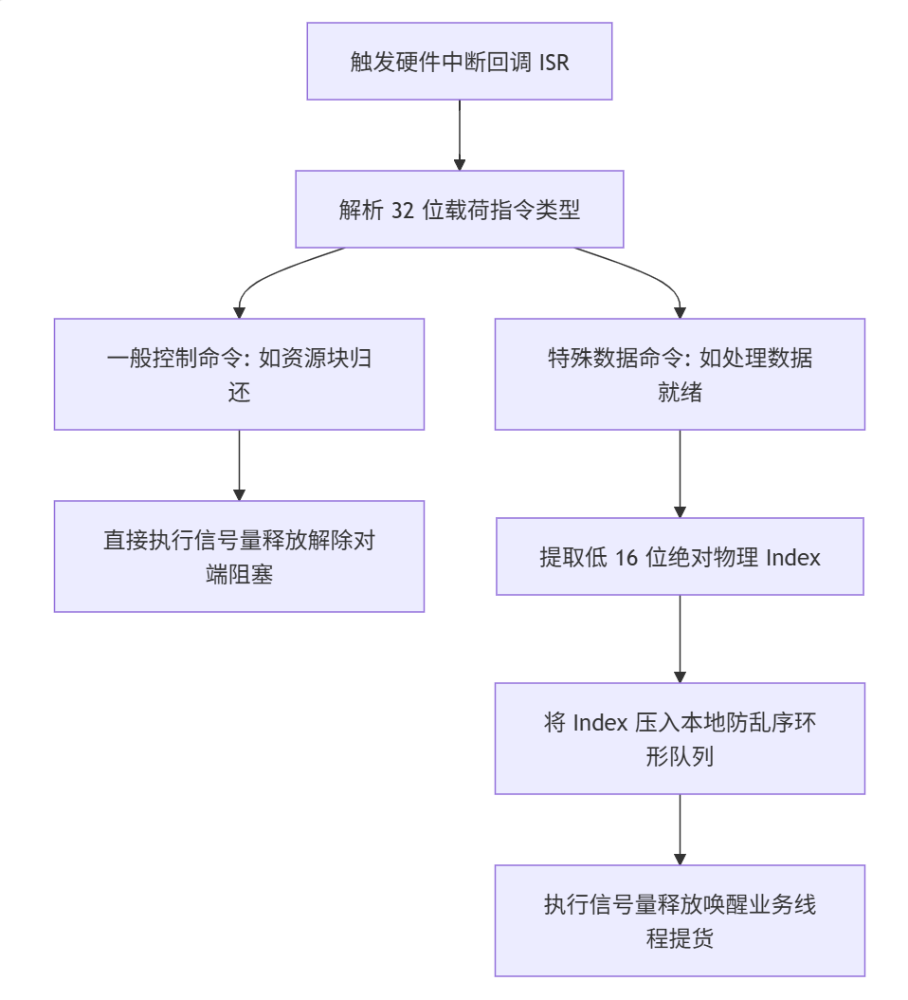 触发硬件中断回调 ISR
解析 32 位载荷指令类型
一般控制命令: 如资源块归
还
特殊数据命令: 如处理数据
就绪
直接执行信号量释放解除对
端阻塞
提取低 16 位绝对物理 Index
将 Index 压入本地防乱序环
形队列
执行信号量释放唤醒业务线
程提货